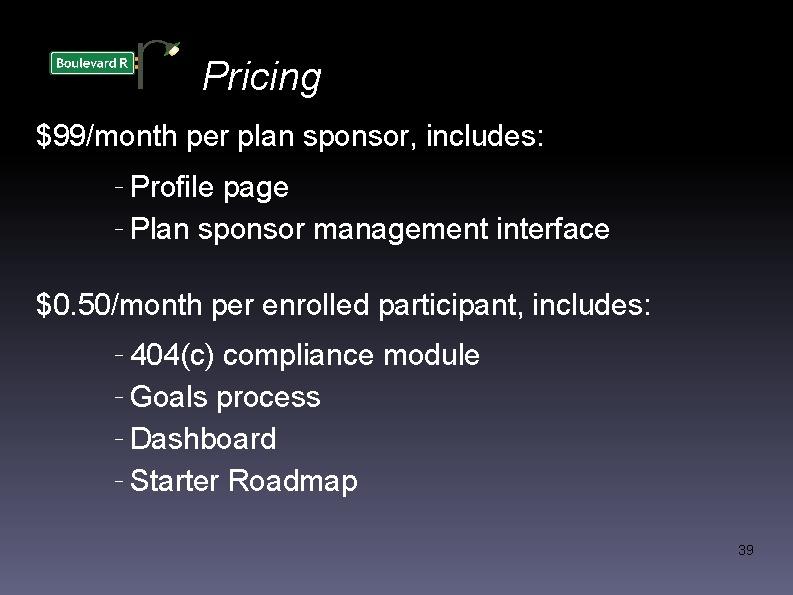 Boulevard R
Pricing
$99/month per plan sponsor, includes:
- Profile page
- Plan sponsor management interface
$0.50/month per enrolled participant, includes:
- 404(c) compliance module
- Goals process
- Dashboard
- Starter Roadmap
39